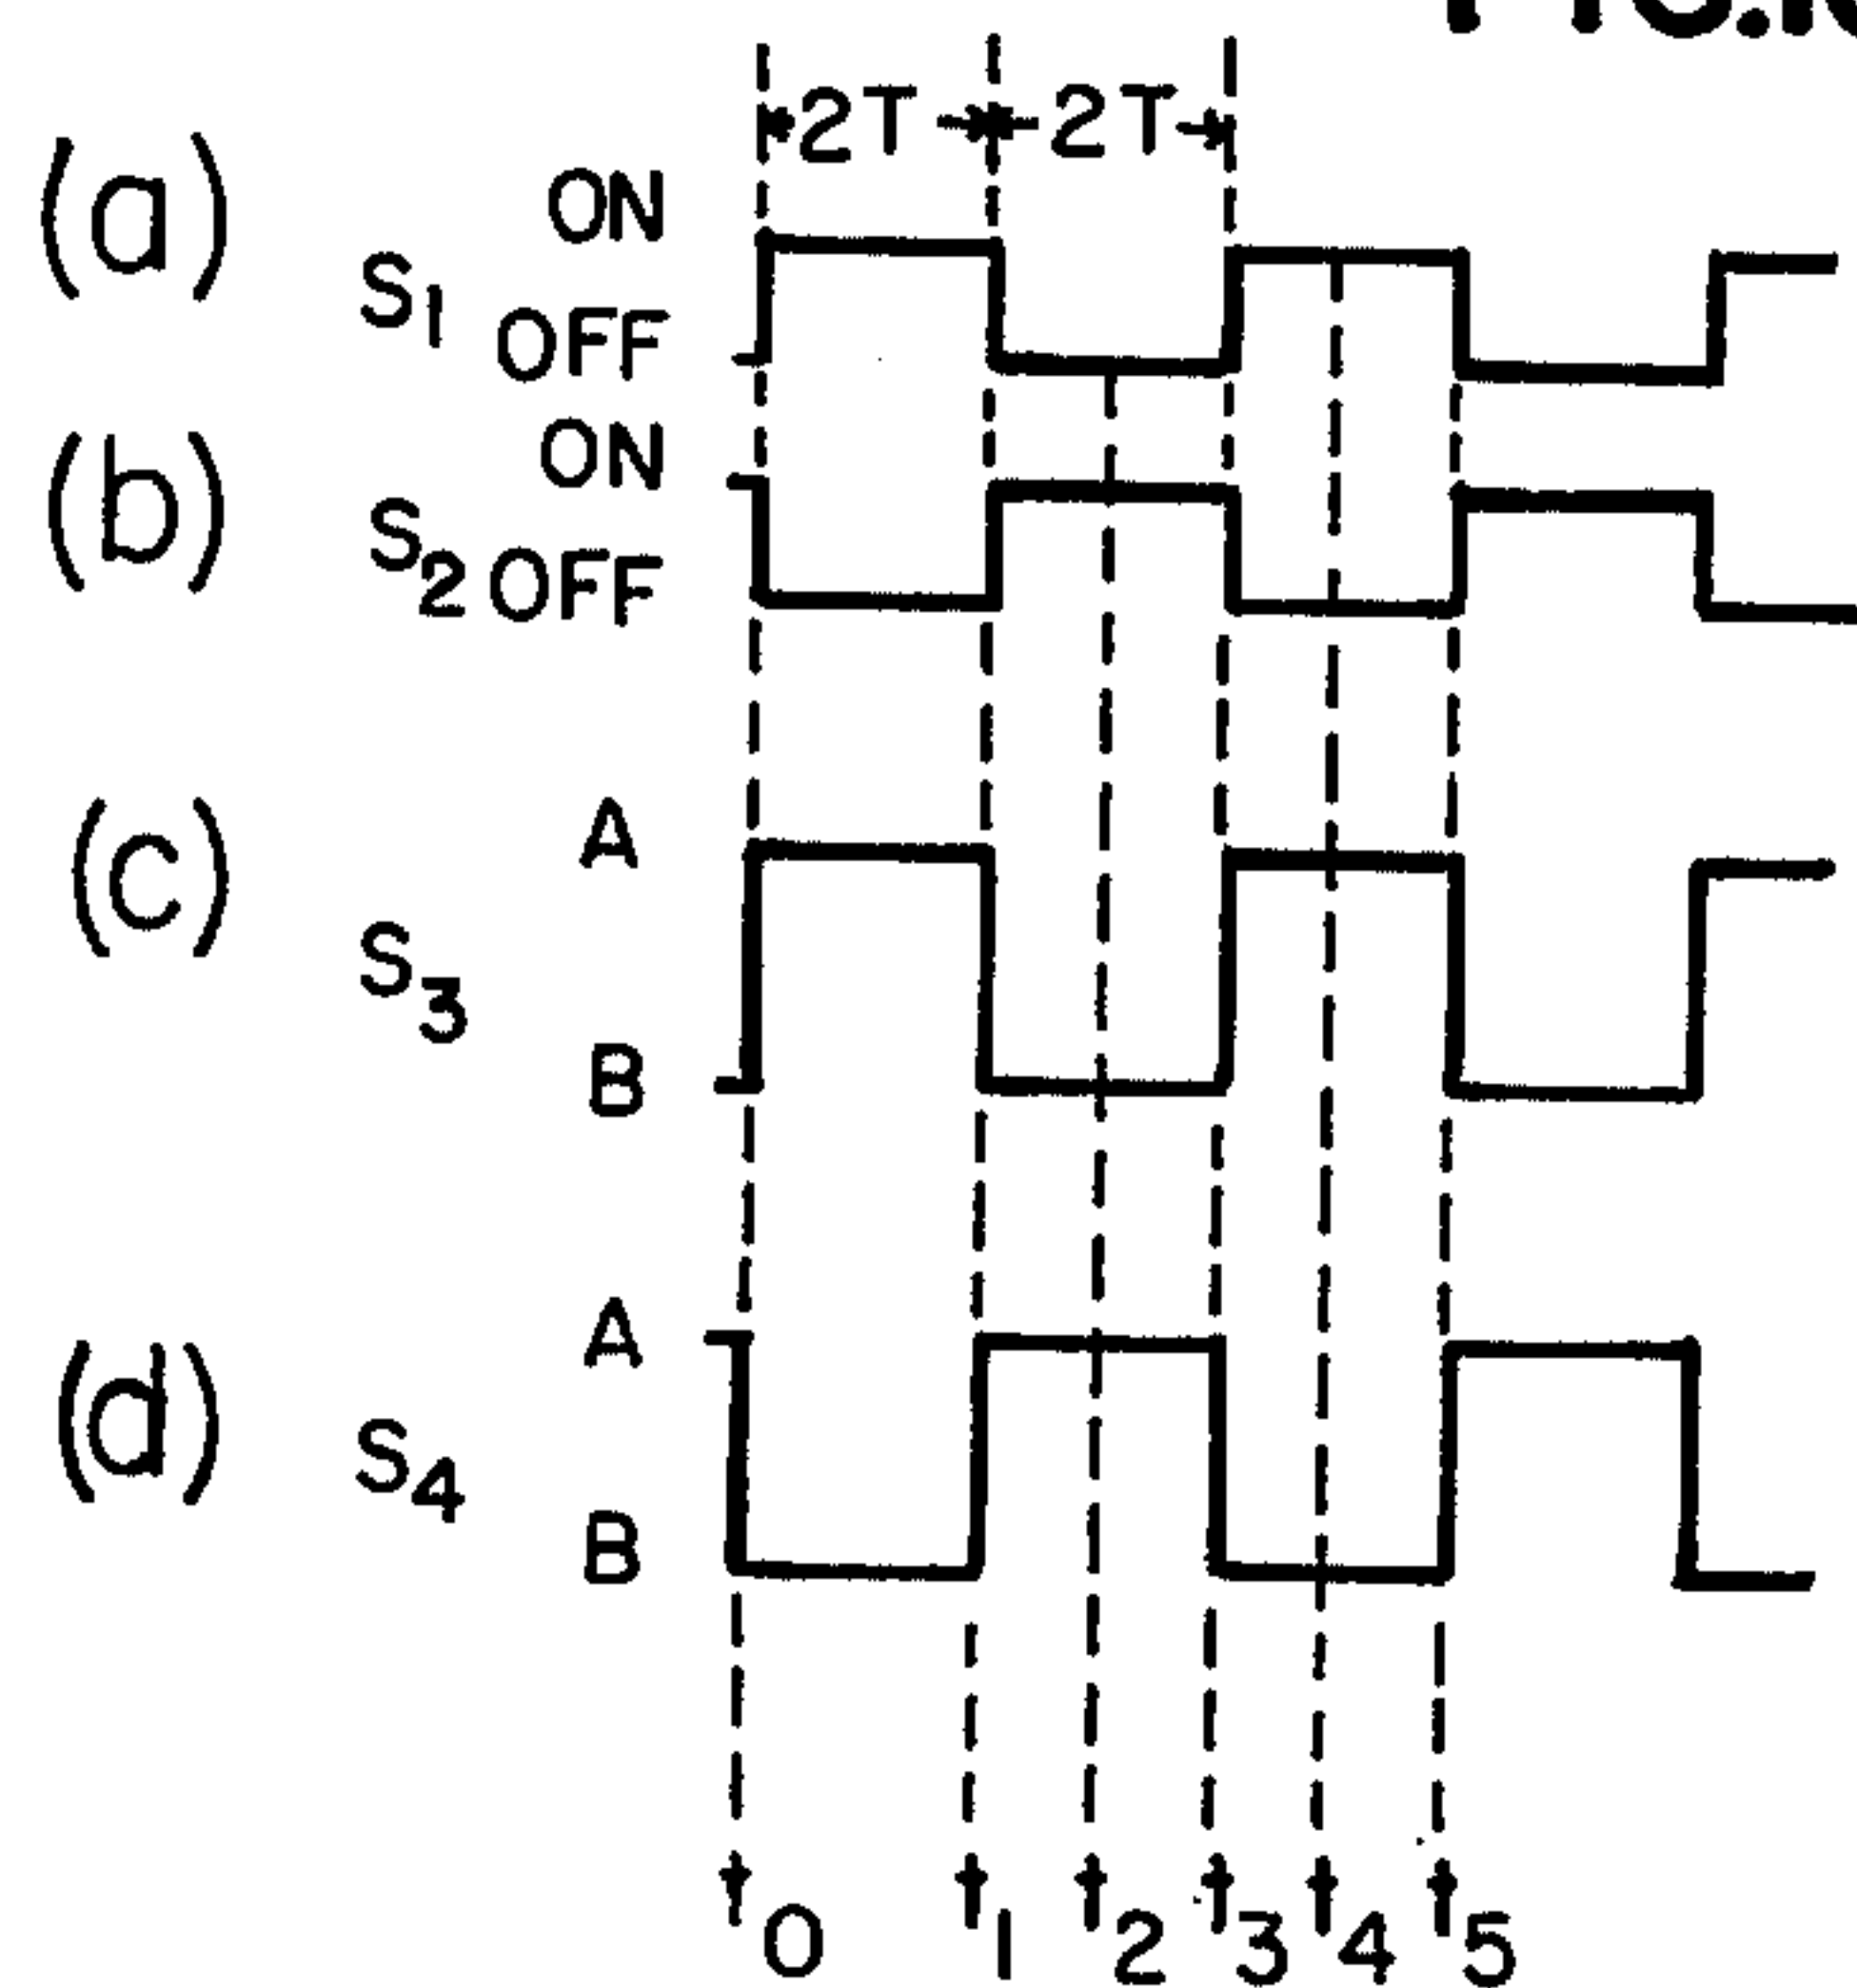 2T 2T
(a)
ON
S1
OFF
(b)
ON
S2
OFF
(c)
A
S3
B
(d)
A
S4
B
t0 t1 t2 t3 t4 t5